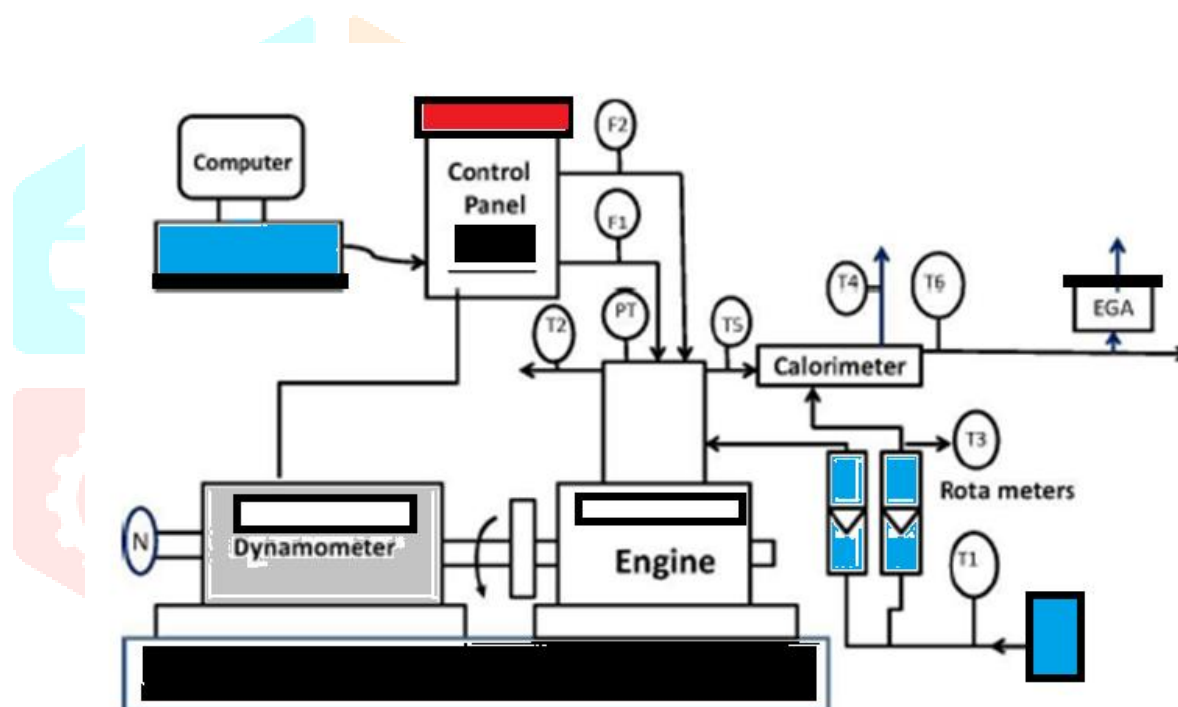 F2
Computer
Control
Panel
F1
T4
T6
EGA
T2
PT
T5
Calorimeter
T3
Rota meters
N
Dynamometer
Engine
T1